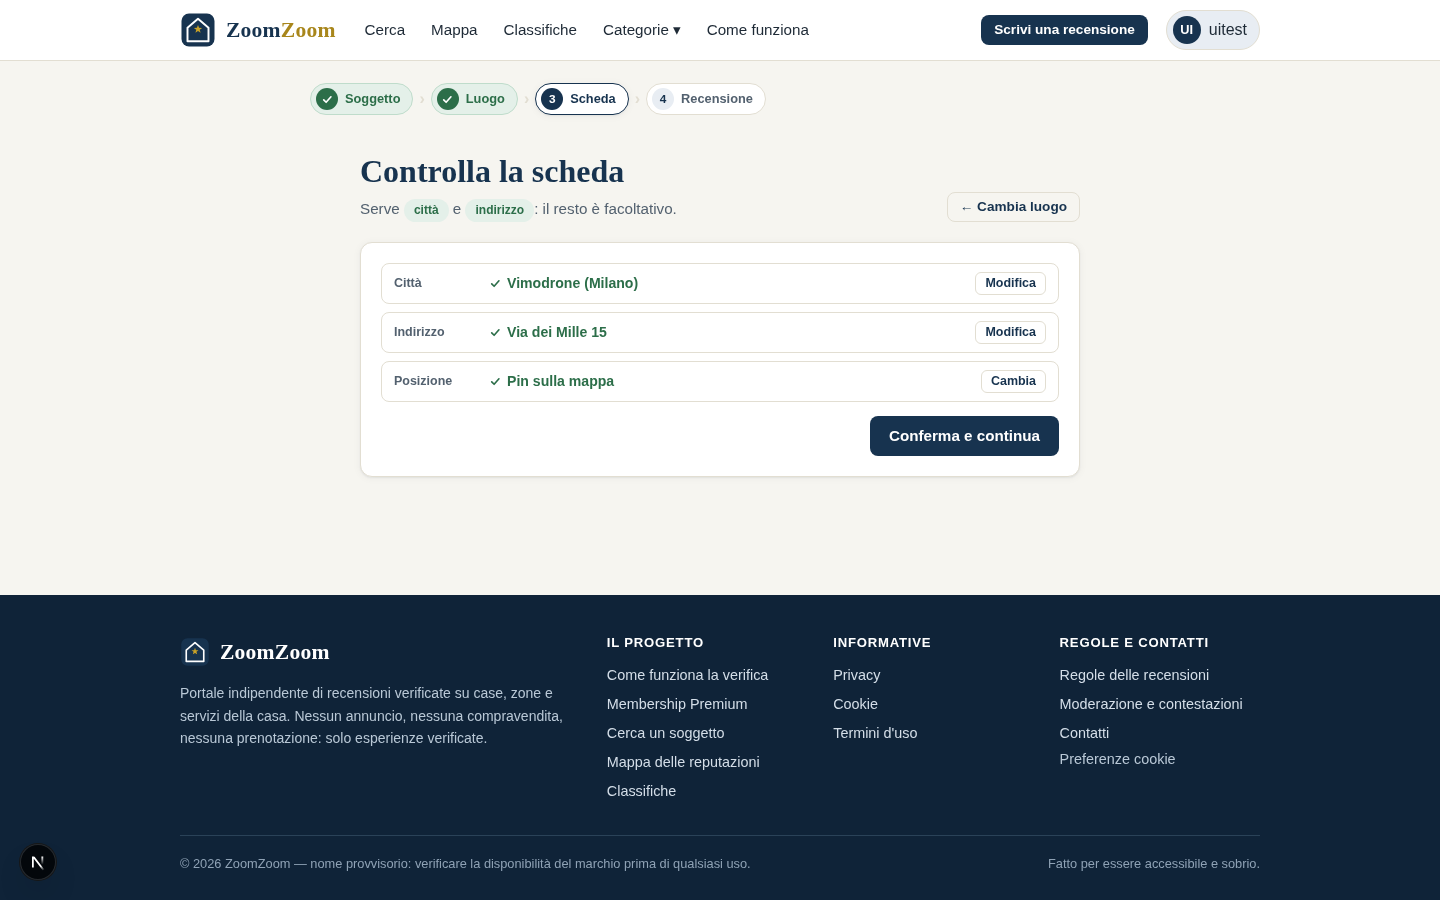 ZoomZoom Cerca Mappa Classifiche Categorie ▾ Come funziona Scrivi una recensione UI uitest
Soggetto › Luogo › 3 Scheda › 4 Recensione
Controlla la scheda
Serve città e indirizzo : il resto è facoltativo. ← Cambia luogo
Città ✓ Vimodrone (Milano) Modifica
Indirizzo ✓ Via dei Mille 15 Modifica
Posizione ✓ Pin sulla mappa Cambia
Conferma e continua
ZoomZoom
Portale indipendente di recensioni verificate su case, zone e
servizi della casa. Nessun annuncio, nessuna compravendita,
nessuna prenotazione: solo esperienze verificate.
IL PROGETTO
Come funziona la verifica
Membership Premium
Cerca un soggetto
Mappa delle reputazioni
Classifiche
INFORMATIVE
Privacy
Cookie
Termini d'uso
REGOLE E CONTATTI
Regole delle recensioni
Moderazione e contestazioni
Contatti
Preferenze cookie
N
© 2026 ZoomZoom — nome provvisorio: verificare la disponibilità del marchio prima di qualsiasi uso. Fatto per essere accessibile e sobrio.